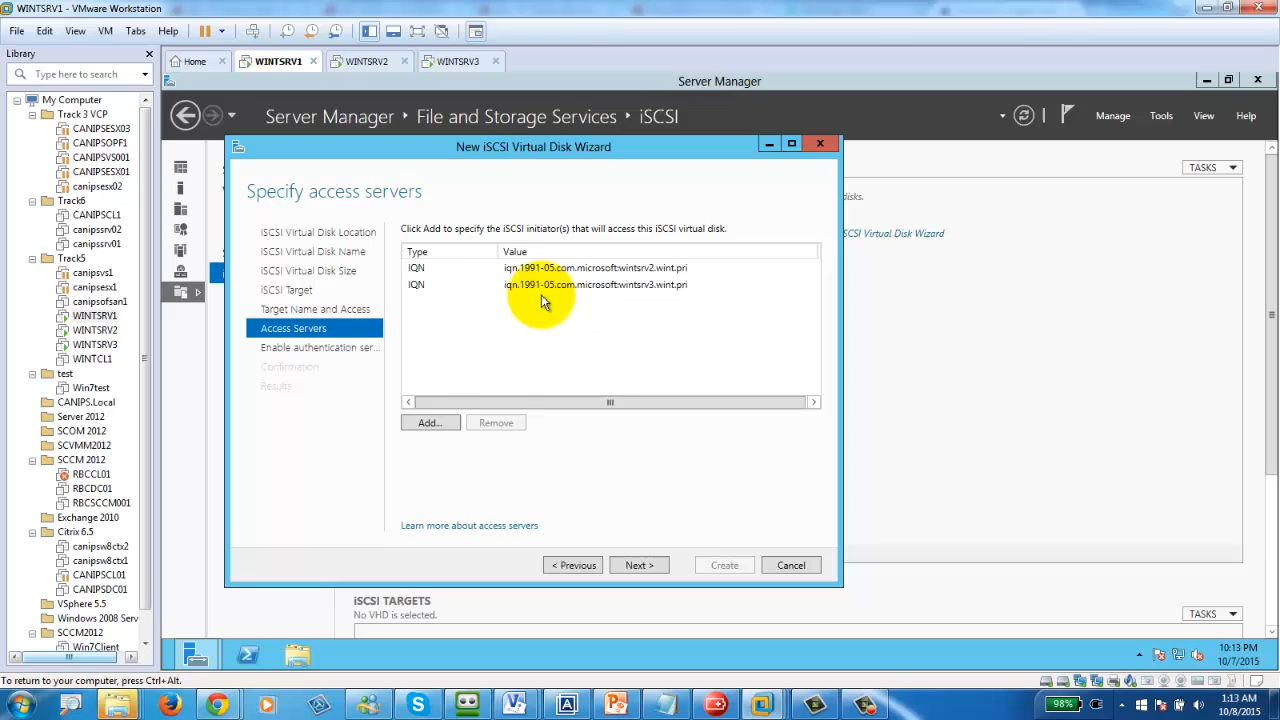 WINTSRV1 - VMware Workstation
File Edit View VM Tabs Help
Library
Type here to search
Home WINTSRV1 WINTSRV2 WINTSRV3
My Computer
Track 3 VCP
CANIPSESX03
CANIPSOPF1
CANIPSVS001
CANIPSESX01
canipsesx02
Track6
CANIPSCL1
canipssrv02
canipssrv01
Track5
canipsvs1
canipsesx1
canipsofsan1
WINTSRV1
WINTSRV2
WINTSRV3
WINTCL1
test
Win7test
CANIPS.Local
Server 2012
SCOM 2012
SCVMM2012
SCCM 2012
RBCCL01
RBCDC01
RBCSCCM001
Exchange 2010
Citrix 6.5
canipsw8ctx2
canipsw8ctx1
CANIPSCL01
CANIPSDC01
VSphere 5.5
Windows 2008 Serv
SCCM2012
Win7Client
Server Manager
Server Manager • File and Storage Services • iSCSI
Manage Tools View Help
TASKS
disks.
SCSI Virtual Disk Wizard
New iSCSI Virtual Disk Wizard
Specify access servers
iSCSI Virtual Disk Location
iSCSI Virtual Disk Name
iSCSI Virtual Disk Size
iSCSI Target
Target Name and Access
Access Servers
Enable authentication ser...
Confirmation
Results
Click Add to specify the iSCSI initiator(s) that will access this iSCSI virtual disk.
Type Value
IQN iqn.1991-05.com.microsoft:wintsrv2.wint.pri
IQN iqn.1991-05.com.microsoft:wintsrv3.wint.pri
Add... Remove
Learn more about access servers
< Previous Next > Create Cancel
iSCSI TARGETS
No VHD is selected.
TASKS
10:13 PM
10/7/2015
To return to your computer, press Ctrl+Alt.
98%
1:13 AM
10/8/2015